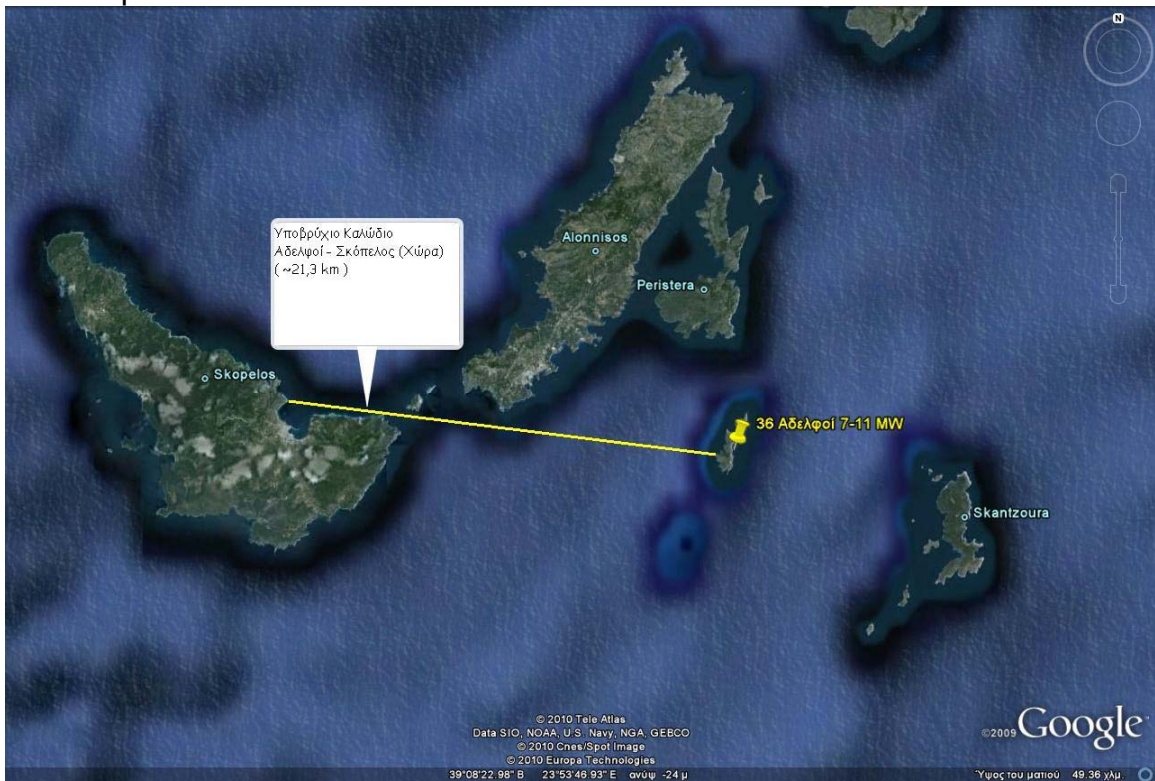 N
Υποβρύχιο Καλώδιο
Αδελφοί - Σκόπελος (Χώρα)
( ~21,3 km )
Alonnisos
Peristera
Skopelos
36 Αδελφοί 7-11 MW
Skantzoura
© 2010 Tele Atlas
Data SIO, NOAA, U.S. Navy, NGA, GEBCO
© 2010 Cnes/Spot Image
© 2010 Europa Technologies
©2009 Google
39°08'22.98" Β 23°53'46.93" Ε ανύψ -24 μ
Ύψος του ματιού 49.36 χλμ